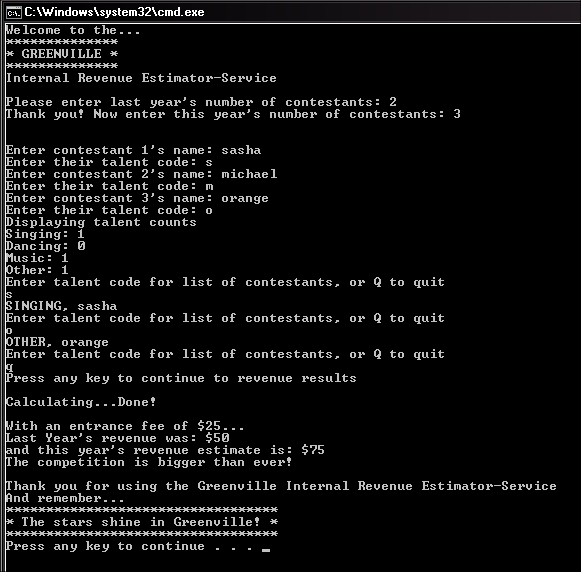 C:\Windows\system32\cmd.exe
Welcome to the...
**************
* GREENVILLE *
**************
Internal Revenue Estimator-Service
Please enter last year's number of contestants: 2
Thank you! Now enter this year's number of contestants: 3
Enter contestant 1's name: sasha
Enter their talent code: s
Enter contestant 2's name: michael
Enter their talent code: m
Enter contestant 3's name: orange
Enter their talent code: o
Displaying talent counts
Singing: 1
Dancing: 0
Music: 1
Other: 1
Enter talent code for list of contestants, or Q to quit
s
SINGING, sasha
Enter talent code for list of contestants, or Q to quit
o
OTHER, orange
Enter talent code for list of contestants, or Q to quit
q
Press any key to continue to revenue results
Calculating...Done!
With an entrance fee of $25...
Last Year's revenue was: $50
and this year's revenue estimate is: $75
The competition is bigger than ever!
Thank you for using the Greenville Internal Revenue Estimator-Service
And remember...
**********************************
* The stars shine in Greenville! *
**********************************
Press any key to continue . . . _